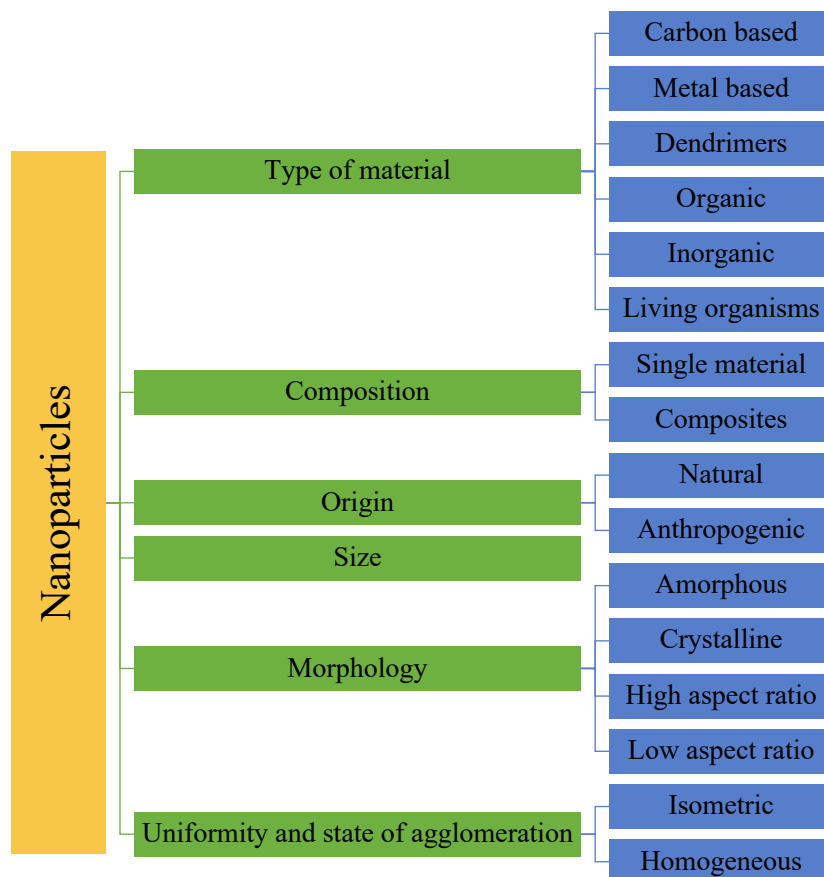 Nanoparticles
Type of material
Carbon based
Metal based
Dendrimers
Organic
Inorganic
Living organisms
Composition
Single material
Composites
Origin
Natural
Anthropogenic
Size
Morphology
Amorphous
Crystalline
High aspect ratio
Low aspect ratio
Uniformity and state of agglomeration
Isometric
Homogeneous